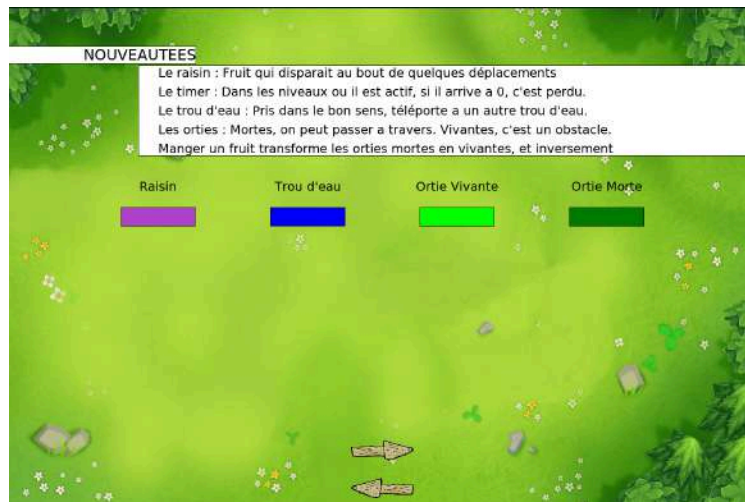 NOUVEAUTEES
Le raisin : Fruit qui disparait au bout de quelques déplacements
Le timer : Dans les niveaux ou il est actif, si il arrive a 0, c'est perdu.
Le trou d'eau : Pris dans le bon sens, téléporte a un autre trou d'eau.
Les orties : Mortes, on peut passer a travers. Vivantes, c'est un obstacle.
Manger un fruit transforme les orties mortes en vivantes, et inversement
Raisin Trou d'eau Ortie Vivante Ortie Morte